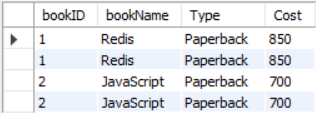 bookID bookName Type Cost
1 Redis Paperback 850
1 Redis Paperback 850
2 JavaScript Paperback 700
2 JavaScript Paperback 700